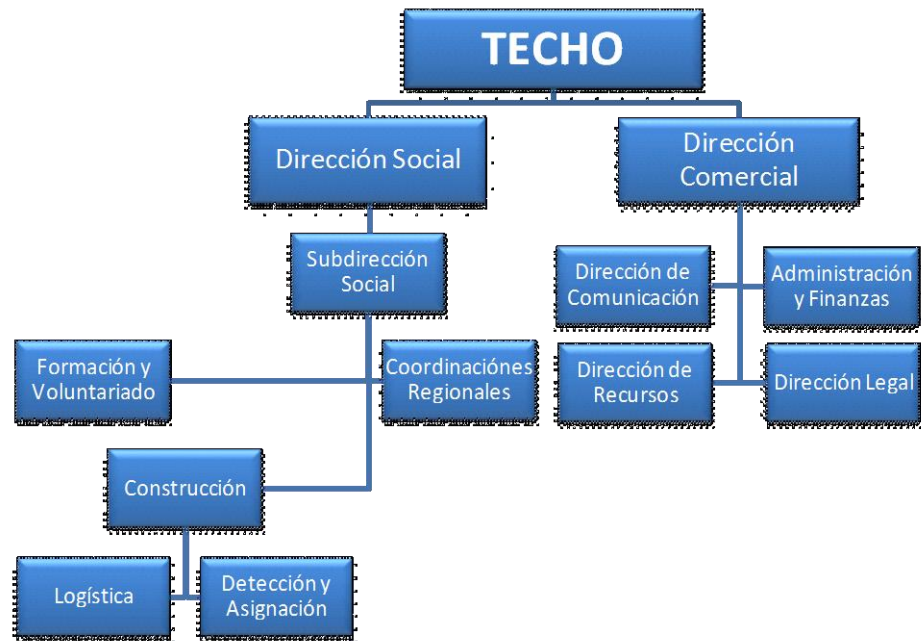 TECHO
Dirección Social
Dirección
Comercial
Subdirección
Social
Dirección de
Comunicación
Administración
y Finanzas
Formación y
Voluntariado
Coordinaciónes
Regionales
Dirección de
Recursos
Dirección Legal
Construcción
Logística
Detección y
Asignación